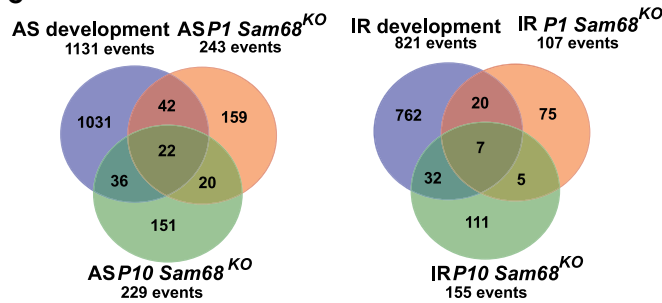 AS development
1131 events
AS P1 Sam68KO
243 events
1031
42
159
22
36
20
151
AS P10 Sam68KO
229 events
IR development
821 events
IR P1 Sam68KO
107 events
762
20
75
7
32
5
111
IR P10 Sam68KO
155 events